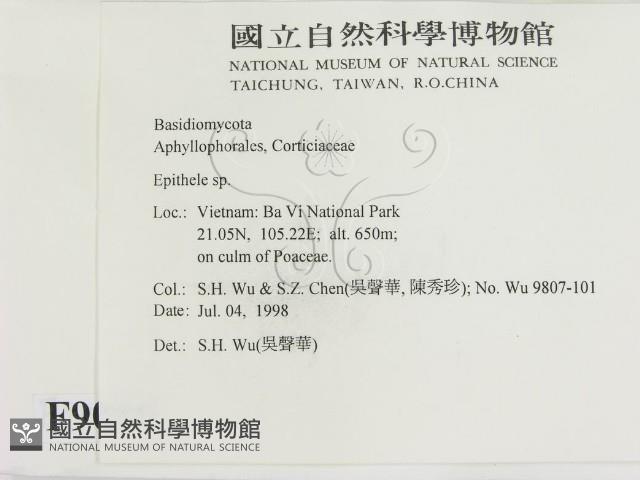 國立自然科學博物館
NATIONAL MUSEUM OF NATURAL SCIENCE
TAICHUNG, TAIWAN, R.O.CHINA
Basidiomycota
Aphyllophorales, Corticiaceae
Epithele sp.
Loc.: Vietnam: Ba Vi National Park
21.05N, 105.22E; alt. 650m;
on culm of Poaceae.
Col.: S.H. Wu & S.Z. Chen(吳聲華, 陳秀珍); No. Wu 9807-101
Date: Jul. 04, 1998
Det.: S.H. Wu(吳聲華)
國立自然科學博物館
NATIONAL MUSEUM OF NATURAL SCIENCE